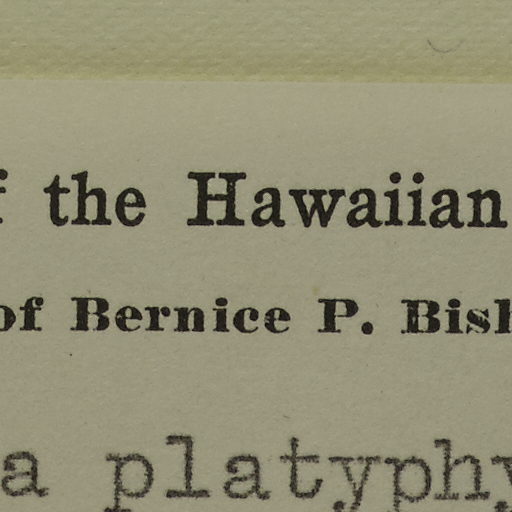 f the Hawaiian
of Bernice P. Bish
a platyphy